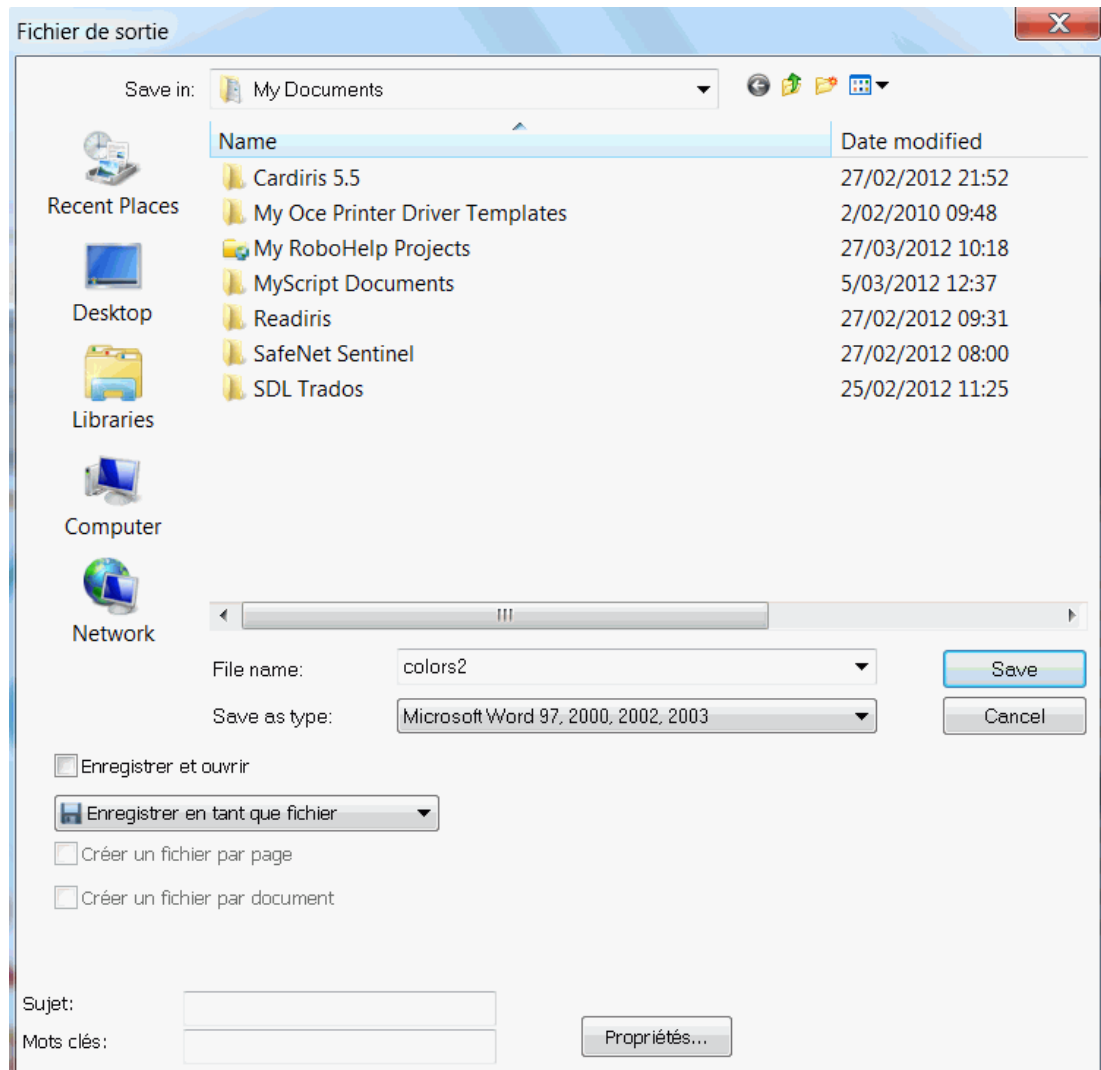 Fichier de sortie
Save in: My Documents
Name Date modified
Cardiris 5.5 27/02/2012 21:52
My Oce Printer Driver Templates 2/02/2010 09:48
My RoboHelp Projects 27/03/2012 10:18
MyScript Documents 5/03/2012 12:37
Readiris 27/02/2012 09:31
SafeNet Sentinel 27/02/2012 08:00
SDL Trados 25/02/2012 11:25
Recent Places
Desktop
Libraries
Computer
Network
File name: colors2 Save
Save as type: Microsoft Word 97, 2000, 2002, 2003 Cancel
Enregistrer et ouvrir
Enregistrer en tant que fichier
Créer un fichier par page
Créer un fichier par document
Sujet:
Mots clés: Propriétés...